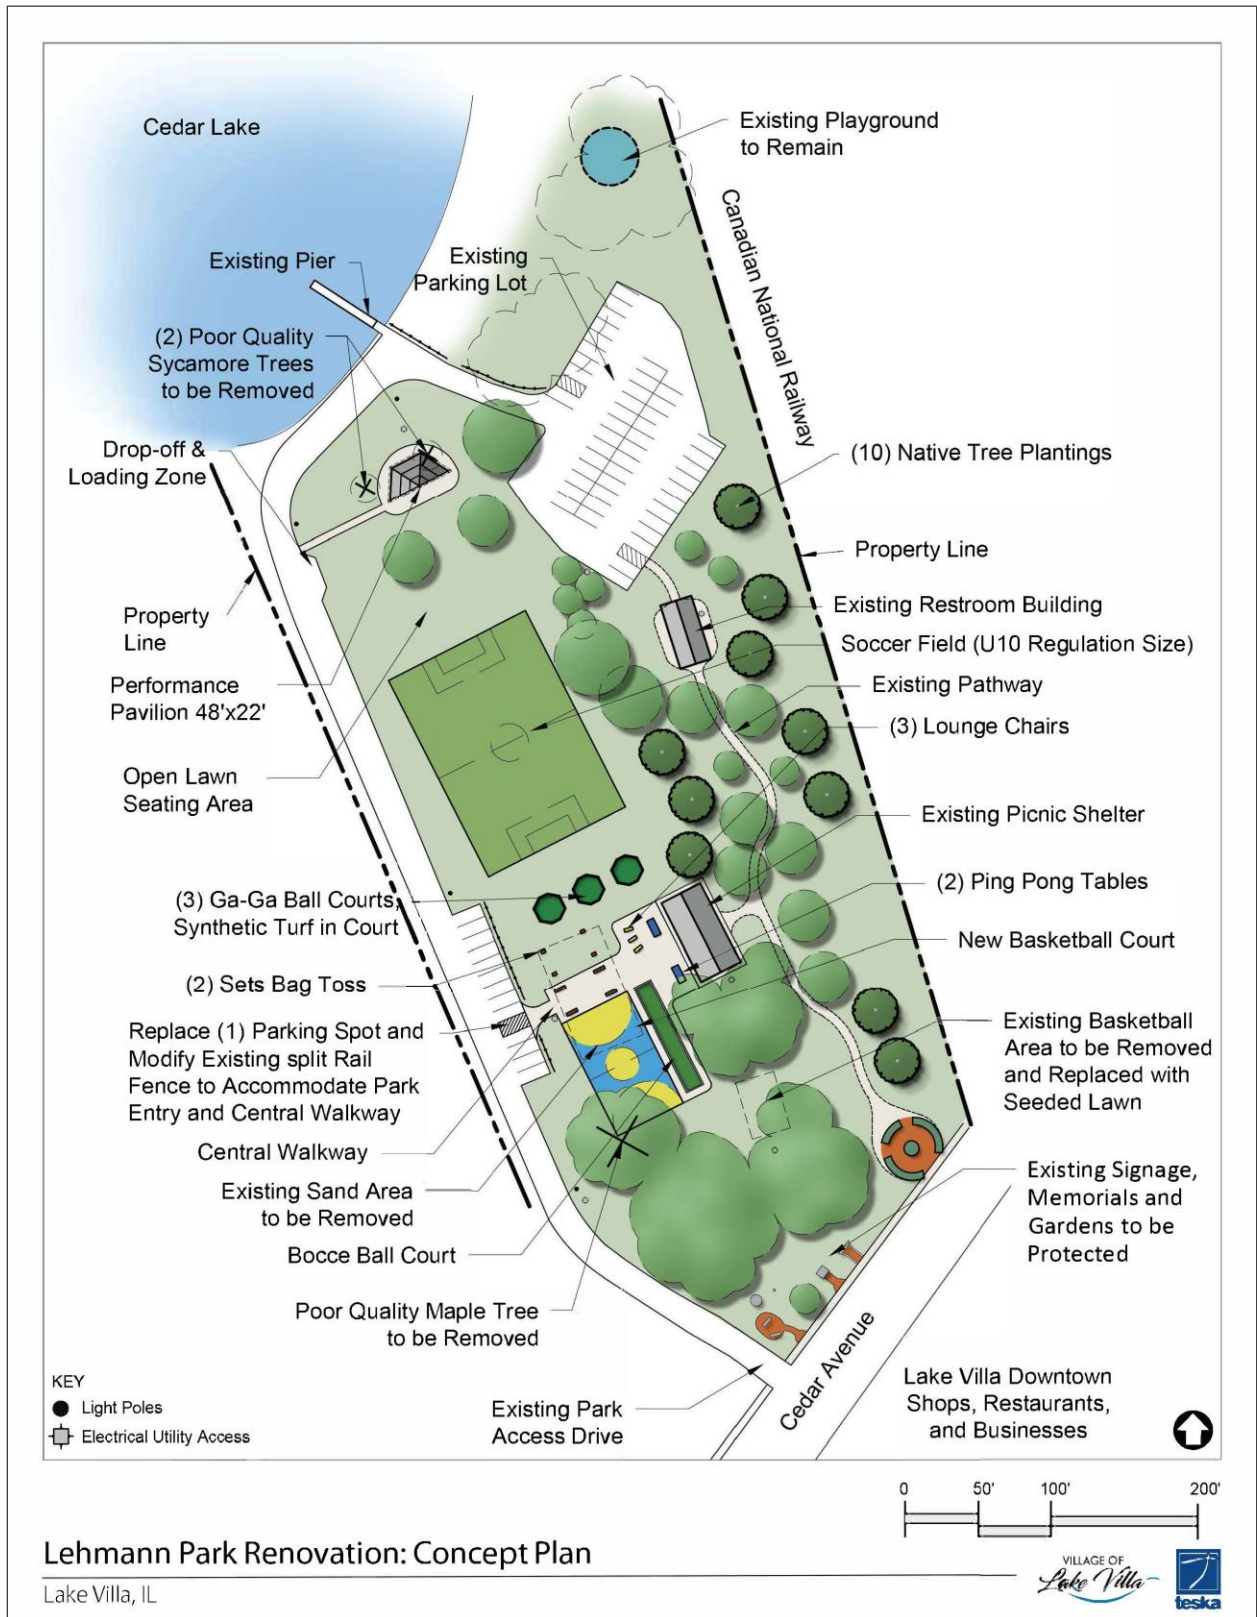 Cedar Lake
Existing Playground
to Remain
Canadian National Railway
Existing Pier
Existing
Parking Lot
(2) Poor Quality
Sycamore Trees
to be Removed
Drop-off &
Loading Zone
(10) Native Tree Plantings
Property Line
Existing Restroom Building
Property
Line
Soccer Field (U10 Regulation Size)
Performance
Pavilion 48'x22'
Existing Pathway
(3) Lounge Chairs
Open Lawn
Seating Area
Existing Picnic Shelter
(3) Ga-Ga Ball Courts,
Synthetic Turf in Court
(2) Ping Pong Tables
New Basketball Court
(2) Sets Bag Toss
Replace (1) Parking Spot and
Modify Existing split Rail
Fence to Accommodate Park
Entry and Central Walkway
Existing Basketball
Area to be Removed
and Replaced with
Seeded Lawn
Central Walkway
Existing Sand Area
to be Removed
Existing Signage,
Memorials and
Gardens to be
Protected
Bocce Ball Court
Poor Quality Maple Tree
to be Removed
Cedar Avenue
Lake Villa Downtown
Shops, Restaurants,
and Businesses
Existing Park
Access Drive
KEY
Light Poles
Electrical Utility Access
0 50' 100' 200'
Lehmann Park Renovation: Concept Plan
Lake Villa, IL
VILLAGE OF
Lake Villa
teska